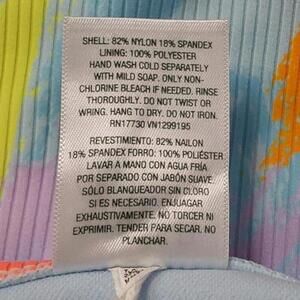 SHELL: 82% NYLON 18% SPANDEX
LINING: 100% POLYESTER
HAND WASH COLD SEPARATELY
WITH MILD SOAP. ONLY NON-
CHLORINE BLEACH IF NEEDED. RINSE
THOROUGHLY. DO NOT TWIST OR
WRING. HANG TO DRY. DO NOT IRON.
RN17730 VN1299195
REVESTIMIENTO: 82% NAILON
18% SPANDEX FORRO: 100% POLIÉSTER
LAVAR A MANO CON AGUA FRÍA
POR SEPARADO CON JABÓN SUAVE
SÓLO BLANQUEADOR SIN CLORO
SI ES NECESARIO. ENJUAGAR
EXHAUSTIVAMENTE. NO TORCER NI
EXPRIMIR. TENDER PARA SECAR. NO
PLANCHAR.